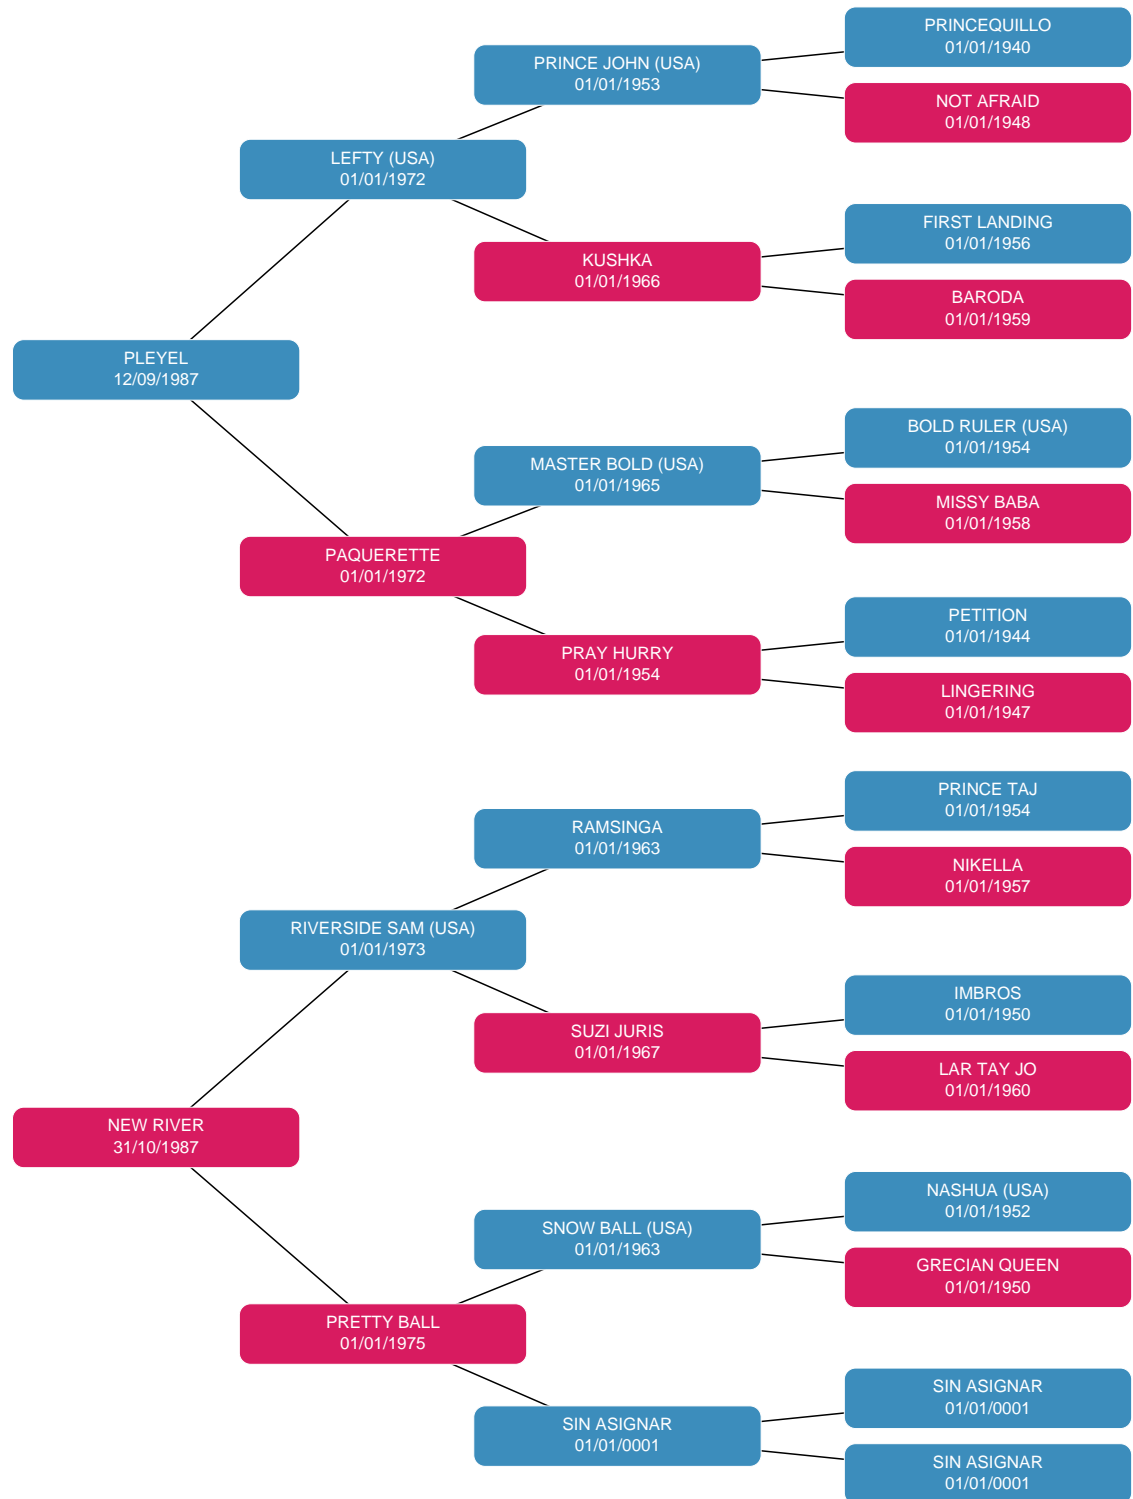 PRINCEQUILLO
01/01/1940
PRINCE JOHN (USA)
01/01/1953
NOT AFRAID
01/01/1948
LEFTY (USA)
01/01/1972
FIRST LANDING
01/01/1956
KUSHKA
01/01/1966
BARODA
01/01/1959
PLEYEL
12/09/1987
BOLD RULER (USA)
01/01/1954
MASTER BOLD (USA)
01/01/1965
MISSY BABA
01/01/1958
PAQUERETTE
01/01/1972
PETITION
01/01/1944
PRAY HURRY
01/01/1954
LINGERING
01/01/1947
PRINCE TAJ
01/01/1954
RAMSINGA
01/01/1963
NIKELLA
01/01/1957
RIVERSIDE SAM (USA)
01/01/1973
IMBROS
01/01/1950
SUZI JURIS
01/01/1967
LAR TAY JO
01/01/1960
NEW RIVER
31/10/1987
NASHUA (USA)
01/01/1952
SNOW BALL (USA)
01/01/1963
GRECIAN QUEEN
01/01/1950
PRETTY BALL
01/01/1975
SIN ASIGNAR
01/01/0001
SIN ASIGNAR
01/01/0001
SIN ASIGNAR
01/01/0001